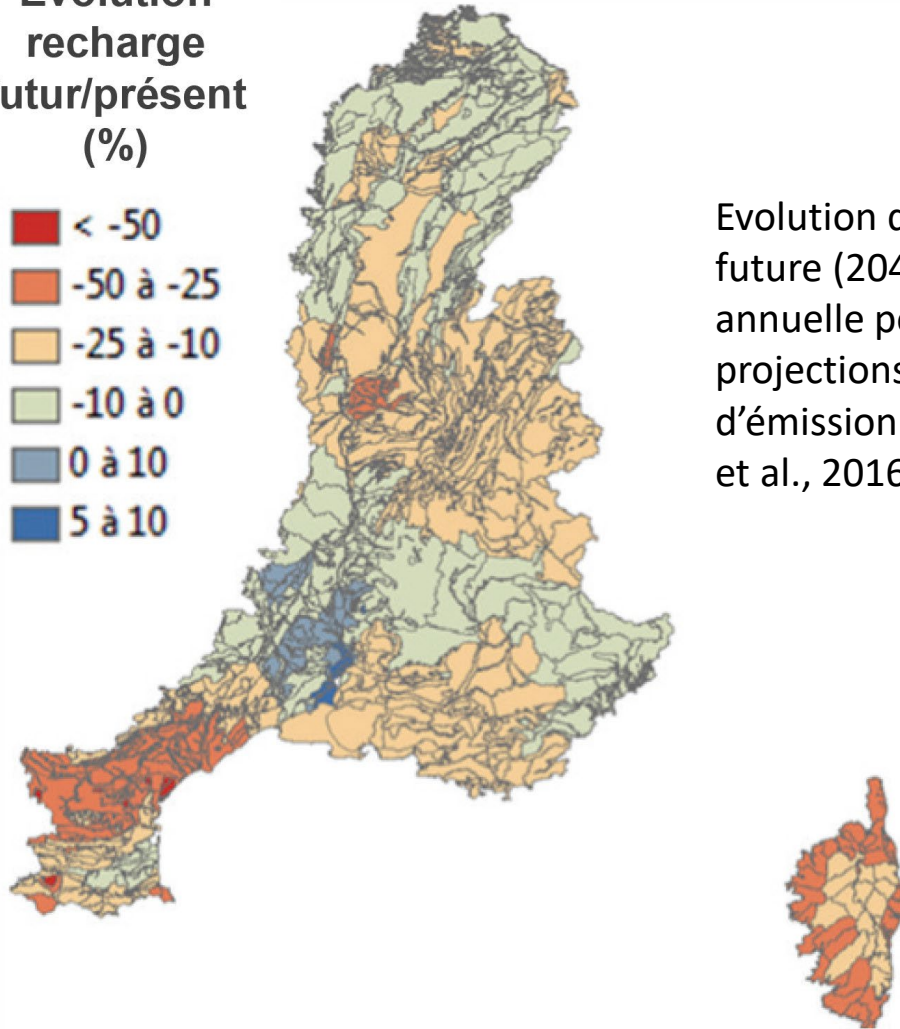 Evolution
recharge
futur/présent
(%)
< -50
-50 à -25
-25 à -10
-10 à 0
0 à 10
5 à 10
Evolution
future (204
annuelle
projections
d’émission
et al., 2016